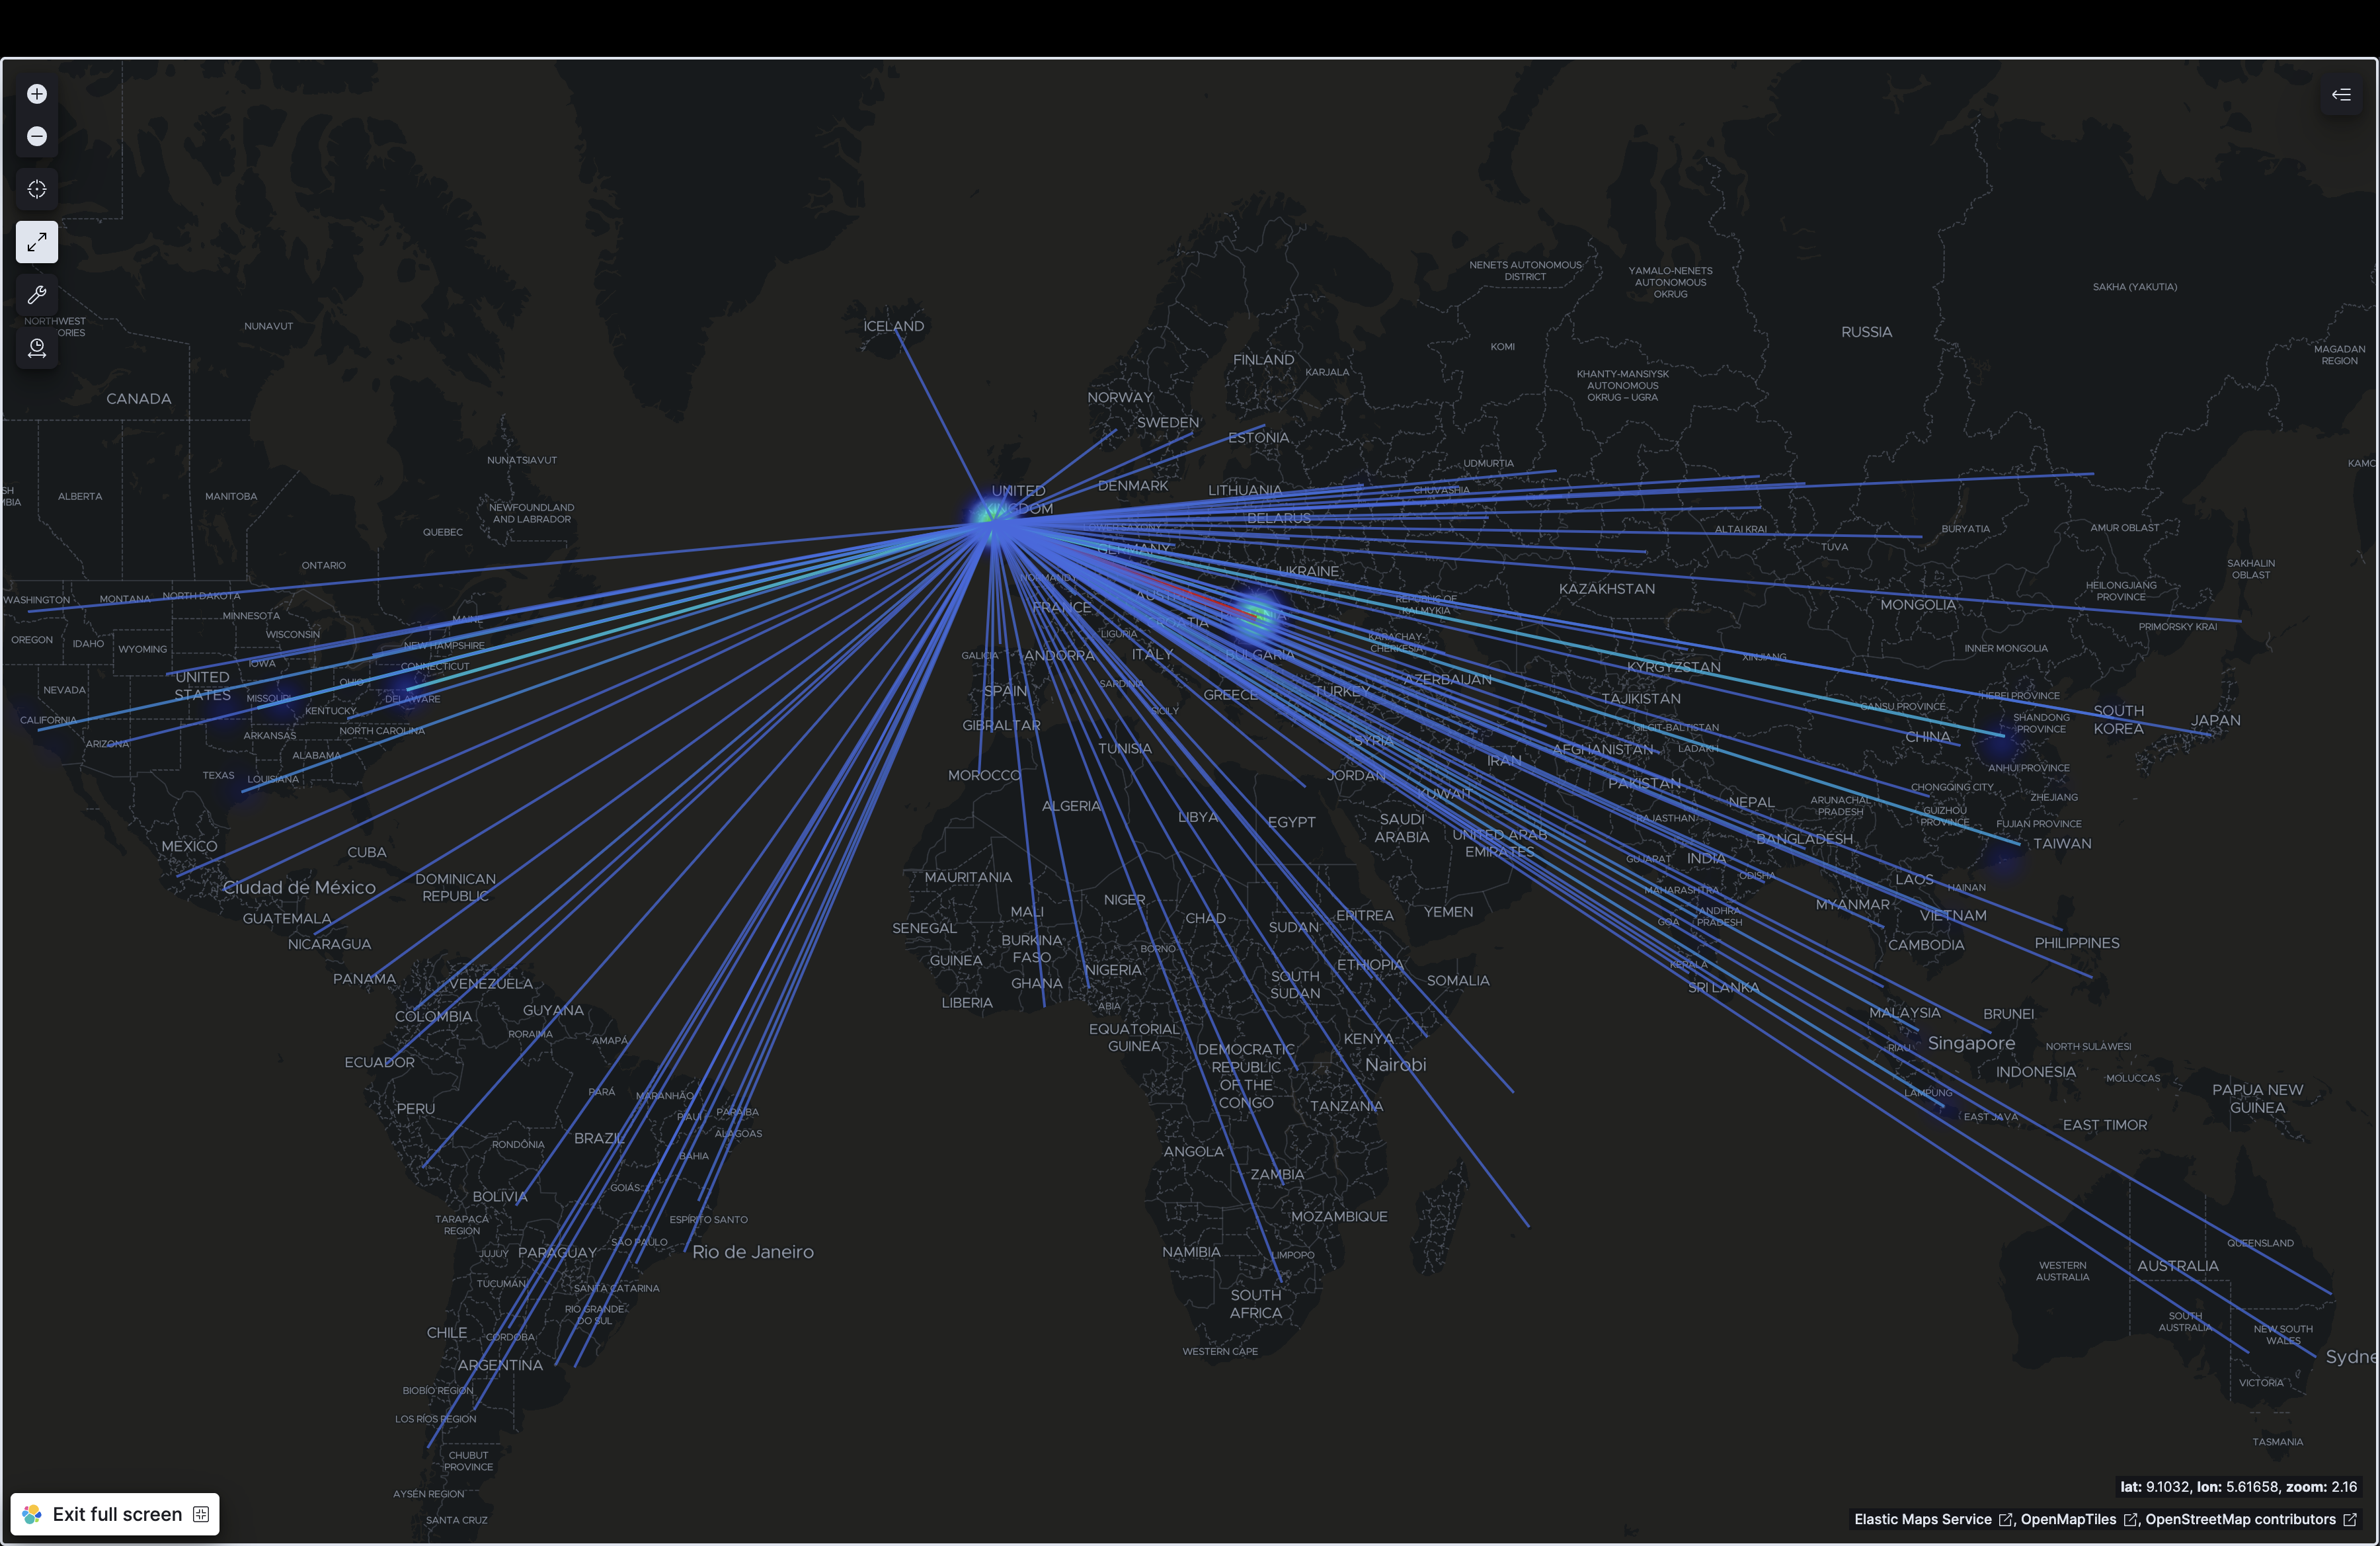 NENETS AUTONOMOUS
DISTRICT
YAMALO-NENETS
AUTONOMOUS
OKRUG
SAKHA (YAKUTIA)
NUNAVUT
ICELAND
RUSSIA
KOMI
FINLAND
KARJALA
MAGADAN
REGION
KHANTY-MANSIYSK
AUTONOMOUS
OKRUG – UGRA
CANADA
NORWAY
SWEDEN
ESTONIA
NUNATSIAVUT
UDMURTIA
KAMC
ALBERTA
MANITOBA
UNITED
DENMARK
LITHUANIA
CHUVASHIA
NEWFOUNDLAND
AND LABRADOR
BELARUS
QUEBEC
ALTAI KRAI
BURYATIA
AMUR OBLAST
GERMANY
TUVA
ONTARIO
UKRAINE
SAKHALIN
OBLAST
KAZAKHSTAN
HEILONGJIANG
PROVINCE
WASHINGTON
MONTANA
NORTH DAKOTA
NORMANDY
REPUBLIC OF
KALMYKIA
MONGOLIA
FRANCE
MINNESOTA
MAINE
PRIMORSKY KRAI
OREGON
IDAHO
WYOMING
WISCONSIN
NEW HAMPSHIRE
LIGURIA
KARACHAY-
CHERKESIA
INNER MONGOLIA
IOWA
CONNECTICUT
GALICIA
ANDORRA
ITALY
BULGARIA
KYRGYZSTAN
XINJIANG
UNITED
STATES
NEVADA
MISSOURI
OHIO
DELAWARE
SPAIN
SARDINIA
GREECE
TURKEY
AZERBAIJAN
TAJIKISTAN
HEBEI PROVINCE
GANSU PROVINCE
CALIFORNIA
KENTUCKY
NORTH CAROLINA
GIBRALTAR
SICILY
GILGIT-BALTISTAN
SHANDONG
PROVINCE
SOUTH
KOREA
JAPAN
ARIZONA
ARKANSAS
ALABAMA
TUNISIA
SYRIA
AFGHANISTAN
LADAKH
CHINA
TEXAS
LOUISIANA
MOROCCO
JORDAN
IRAN
ANHUI PROVINCE
PAKISTAN
CHONGQING CITY
ZHEJIANG
ALGERIA
LIBYA
EGYPT
KUWAIT
SAUDI
ARABIA
NEPAL
ARUNACHAL
PRADESH
GUIZHOU
PROVINCE
RAJASTHAN
FUJIAN PROVINCE
MEXICO
CUBA
UNITED ARAB
EMIRATES
BANGLADESH
TAIWAN
GUJARAT
INDIA
Ciudad de México
DOMINICAN
REPUBLIC
MAURITANIA
ODISHA
LAOS
HAINAN
MAHARASHTRA
GUATEMALA
NIGER
MALI
CHAD
ERITREA
YEMEN
MYANMAR
VIETNAM
GOA
ANDHRA
PRADESH
SENEGAL
SUDAN
NICARAGUA
BURKINA
FASO
BORNO
CAMBODIA
PHILIPPINES
GUINEA
NIGERIA
ETHIOPIA
KERALA
PANAMA
VENEZUELA
GHANA
SOUTH
SUDAN
SOMALIA
SRI LANKA
LIBERIA
ABIA
COLOMBIA
GUYANA
MALAYSIA
BRUNEI
RORAIMA
EQUATORIAL
GUINEA
AMAPÁ
KENYA
RIAU
Singapore
NORTH SULAWESI
ECUADOR
DEMOCRATIC
REPUBLIC
OF THE
CONGO
Nairobi
INDONESIA
MOLUCCAS
PARÁ
MARANHÃO
LAMPUNG
PAPUA NEW
GUINEA
PERU
PIAUÍ
PARAÍBA
TANZANIA
EAST JAVA
EAST TIMOR
RONDÔNIA
BRAZIL
ALAGOAS
ANGOLA
BAHIA
ZAMBIA
BOLIVIA
GOIÁS
TARAPACÁ
REGION
ESPÍRITO SANTO
MOZAMBIQUE
SÃO PAULO
JUJUY
PARAGUAY
Rio de Janeiro
NAMIBIA
LIMPOPO
QUEENSLAND
WESTERN
AUSTRALIA
AUSTRALIA
TUCUMÁN
SANTA CATARINA
SOUTH
AFRICA
RIO GRANDE
DO SUL
SOUTH
AUSTRALIA
CHILE
CÓRDOBA
NEW SOUTH
WALES
WESTERN CAPE
Sydne
ARGENTINA
VICTORIA
BIOBÍO REGION
LOS RÍOS REGION
TASMANIA
CHUBUT
PROVINCE
AYSÉN REGION
SANTA CRUZ
lat: 9.1032, lon: 5.61658, zoom: 2.16
Exit full screen
Elastic Maps Service, OpenMapTiles, OpenStreetMap contributors